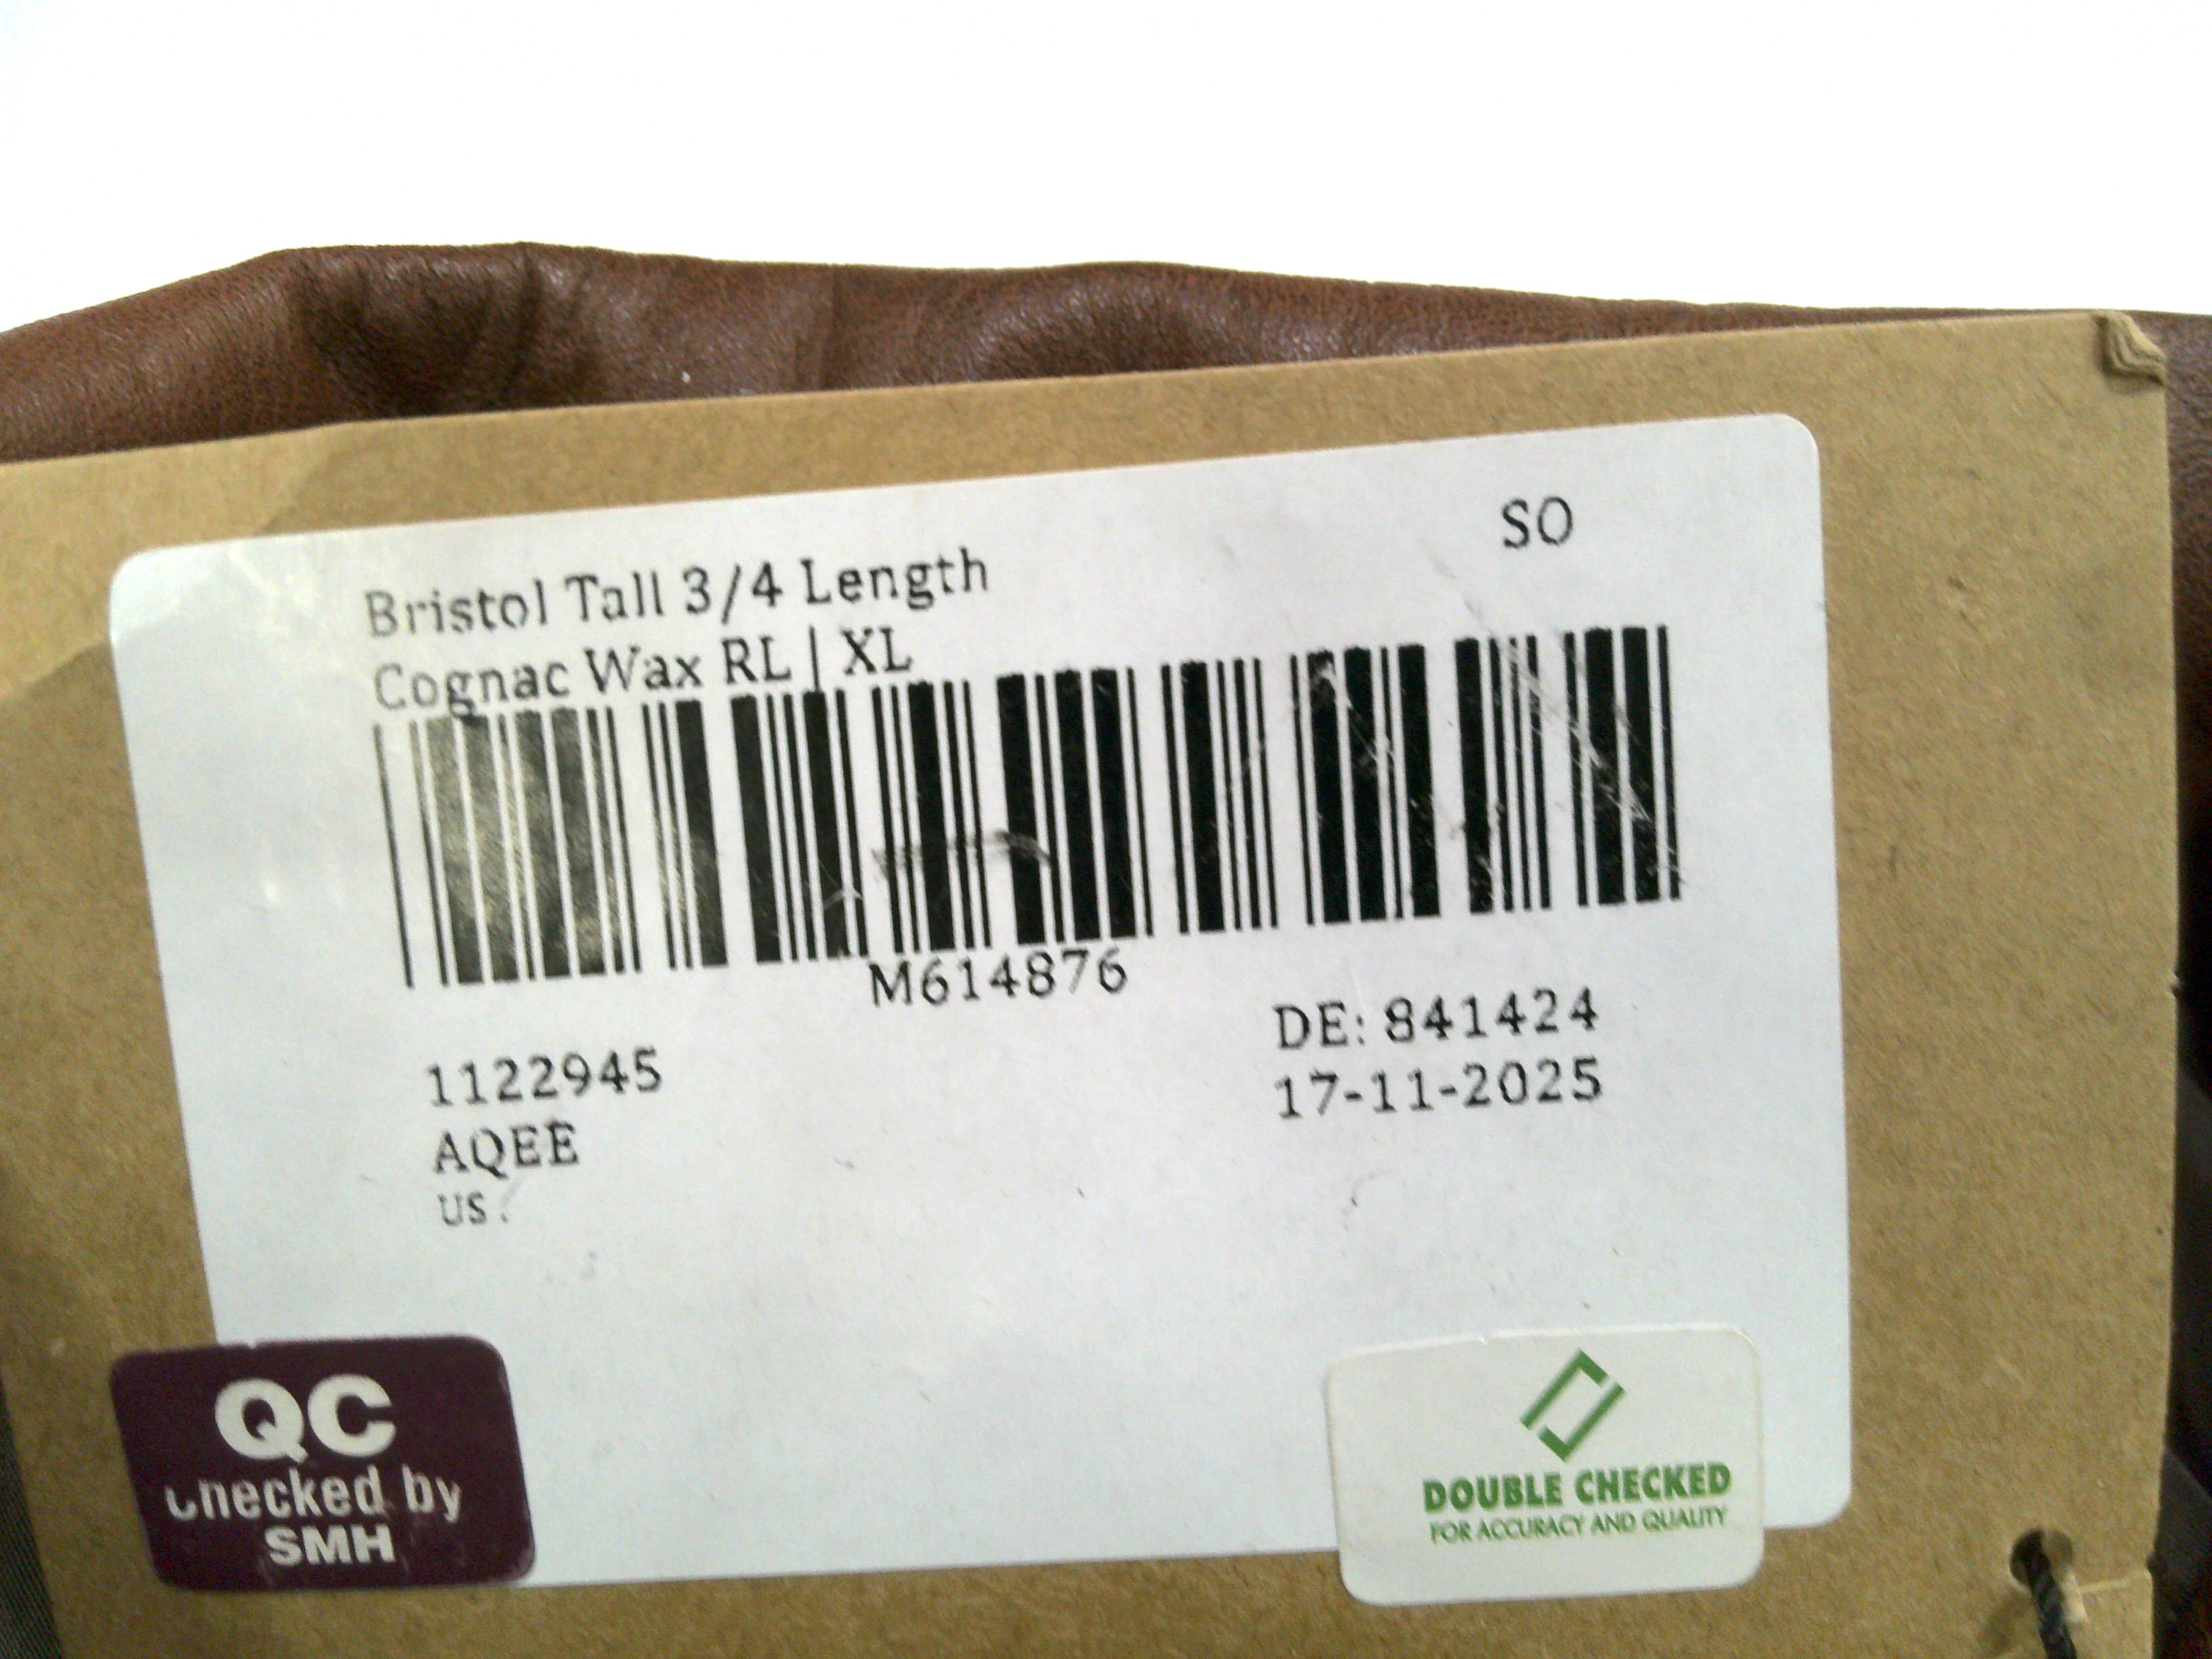 SO
Bristol Tall 3/4 Length
Cognac Wax RL | XL
M614876
1122945
DE: 841424
AQEE
17-11-2025
US :
QC
Checked by
SMH
DOUBLE CHECKED
FOR ACCURACY AND QUALITY